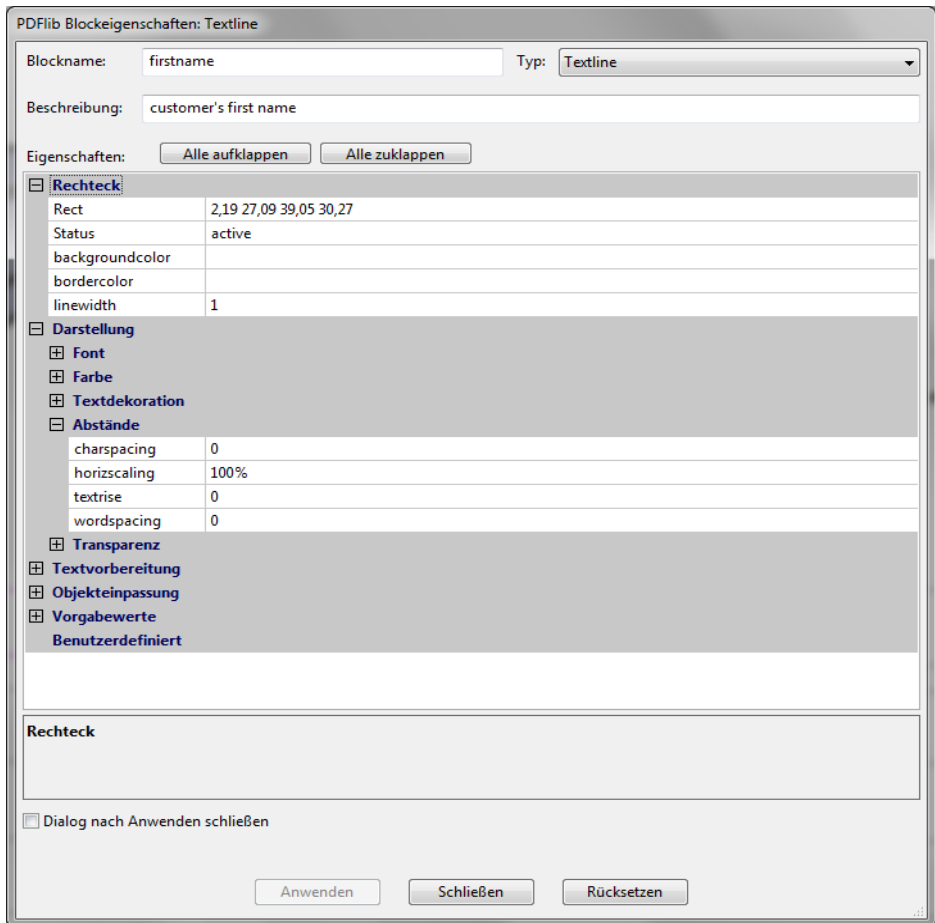 PDFlib Blockeigenschaften: Textline
Blockname: firstname Typ: Textline
Beschreibung: customer's first name
Eigenschaften: Alle aufklappen Alle zuklappen
Rechteck
Rect 2,19 27,09 39,05 30,27
Status active
backgroundcolor
bordercolor
linewidth 1
Darstellung
Font
Farbe
Textdekoration
Abstände
charspacing 0
horizscaling 100%
textrise 0
wordspacing 0
Transparenz
Textvorbereitung
Objekteinpassung
Vorgabewerte
Benutzerdefiniert
Rechteck
Dialog nach Anwenden schließen
Anwenden Schließen Rücksetzen